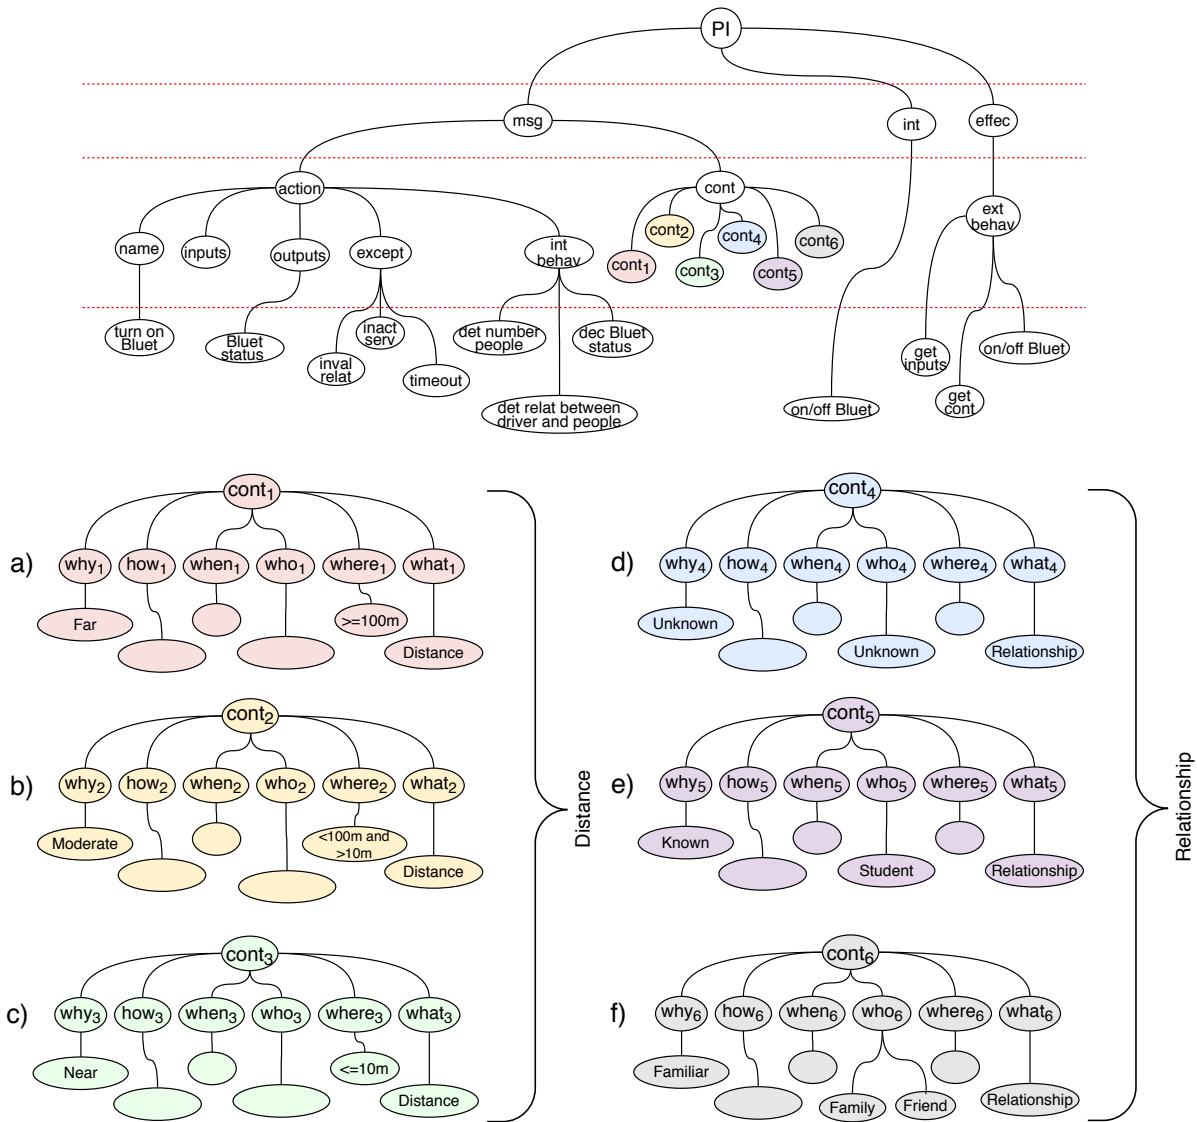 PI
msg
int
effec
action
cont
ext
behav
name
inputs
outputs
except
int
behav
cont1
cont2
cont3
cont4
cont5
cont6
turn on
Bluet
Bluet
status
inval
relat
inact
serv
timeout
det number
people
dec Bluet
status
det relat between
driver and people
on/off Bluet
get
inputs
get
cont
on/off Bluet
a)
cont1
why1 how1 when1 who1 where1 what1
Far
>=100m
Distance
b)
cont2
why2 how2 when2 who2 where2 what2
Moderate
<100m and
>10m
Distance
c)
cont3
why3 how3 when3 who3 where3 what3
Near
<=10m
Distance
Distance
d)
cont4
why4 how4 when4 who4 where4 what4
Unknown
Unknown
Relationship
e)
cont5
why5 how5 when5 who5 where5 what5
Known
Student
Relationship
f)
cont6
why6 how6 when6 who6 where6 what6
Familiar
Family
Friend
Relationship
Relationship